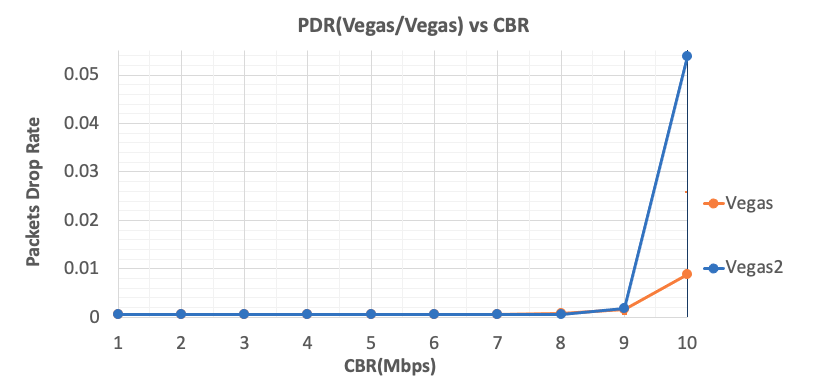 PDR(Vegas/Vegas) vs CBR
Packets Drop Rate
0.05
0.04
0.03
0.02
0.01
0
1 2 3 4 5 6 7 8 9 10
CBR(Mbps)
Vegas
Vegas2